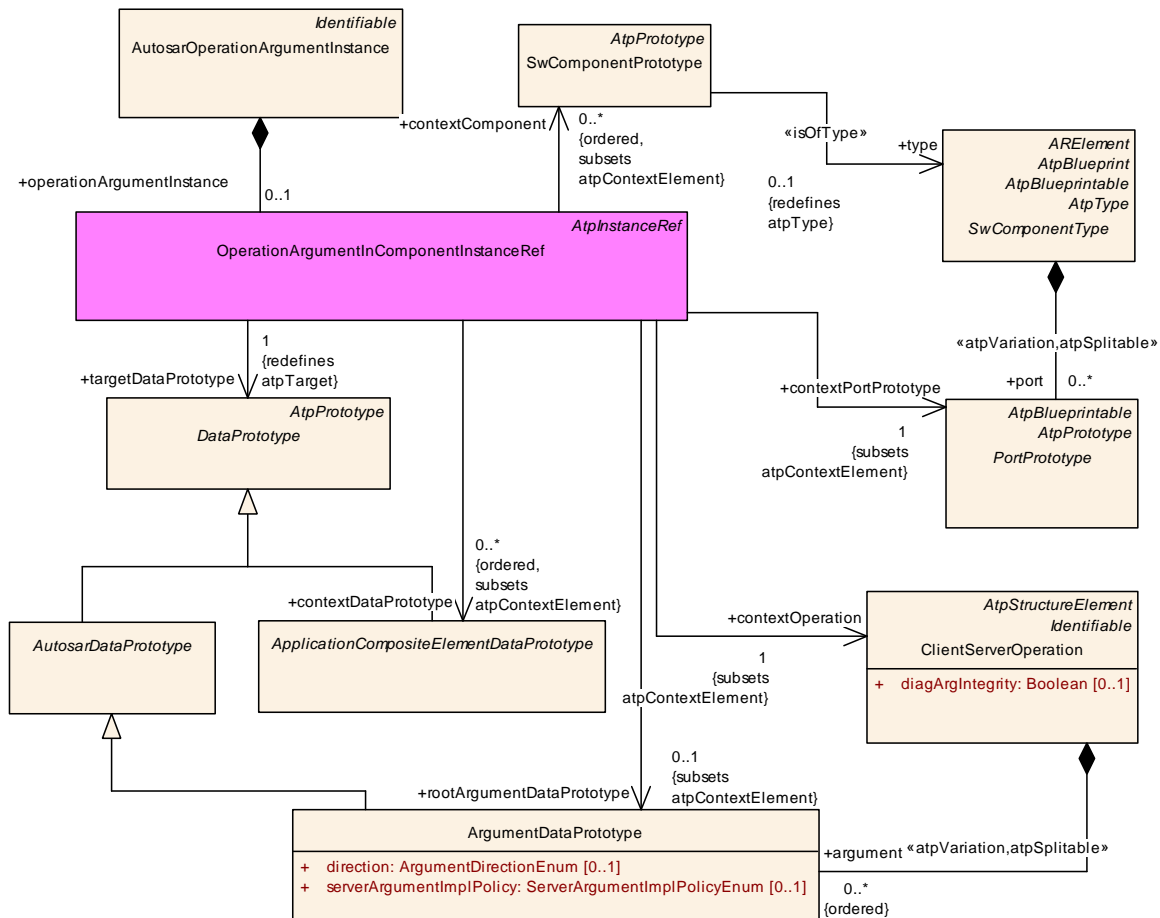 Identifiable
AutosarOperationArgumentInstance
AtpPrototype
SwComponentPrototype
+contextComponent
0..*
{ordered,
subsets
atpContextElement}
«isOfType»
+type
0..1
{redefines
atpType}
ARElement
AtpBlueprint
AtpBlueprintable
AtpType
SwComponentType
+operationArgumentInstance
0..1
AtpInstanceRef
OperationArgumentInComponentInstanceRef
«atpVariation,atpSplitable»
+port
0..*
+targetDataPrototype
1
{redefines
atpTarget}
+contextPortPrototype
1
{subsets
atpContextElement}
AtpBlueprintable
AtpPrototype
PortPrototype
AtpPrototype
DataPrototype
+contextDataPrototype
0..*
{ordered,
subsets
atpContextElement}
AutosarDataPrototype
ApplicationCompositeElementDataPrototype
+contextOperation
1
{subsets
atpContextElement}
AtpStructureElement
Identifiable
ClientServerOperation
+ diagArgIntegrity: Boolean [0..1]
+rootArgumentDataPrototype
0..1
{subsets
atpContextElement}
ArgumentDataPrototype
+ direction: ArgumentDirectionEnum [0..1]
+ serverArgumentImplPolicy: ServerArgumentImplPolicyEnum [0..1]
+argument
«atpVariation,atpSplitable»
0..*
{ordered}